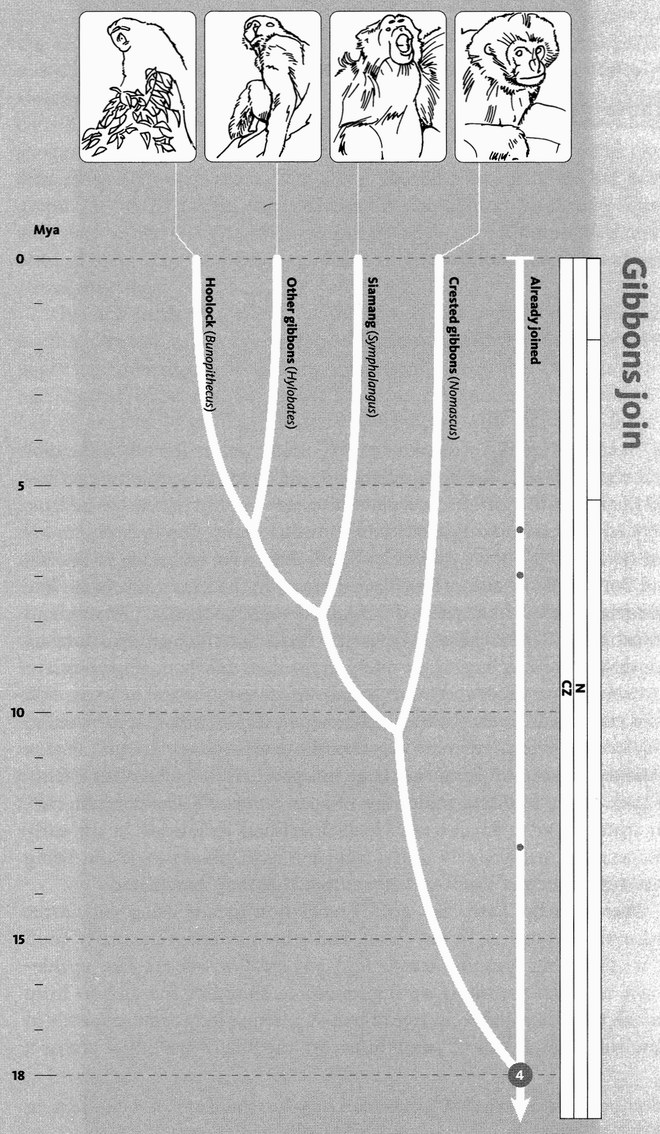 Gibbons join
Mya
0
5
10
15
18
Hoolock (Bunopithecus)
Other gibbons (Hylobates)
Siamang (Symphalangus)
Crested gibbons (Nomascus)
Already joined
N
CZ
4